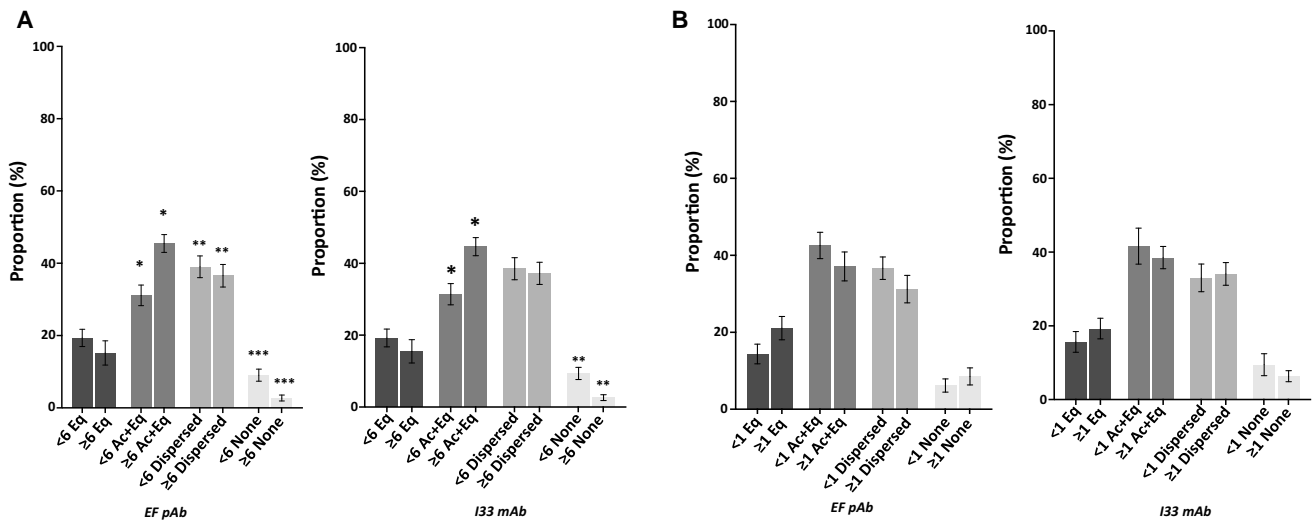 A
B
Proportion (%)
100
80
60
40
20
0
*
*
**
**
***
***
<6 Eq
≥6 Eq
<6 Ac+Eq
≥6 Ac+Eq
<6 Dispersed
≥6 Dispersed
<6 None
≥6 None
EF pAb
Proportion (%)
100
80
60
40
20
0
*
*
**
**
<6 Eq
≥6 Eq
<6 Ac+Eq
≥6 Ac+Eq
<6 Dispersed
≥6 Dispersed
<6 None
≥6 None
I33 mAb
Proportion (%)
100
80
60
40
20
0
<1 Eq
≥1 Eq
<1 Ac+Eq
≥1 Ac+Eq
<1 Dispersed
≥1 Dispersed
<1 None
≥1 None
EF pAb
Proportion (%)
100
80
60
40
20
0
<1 Eq
≥1 Eq
<1 Ac+Eq
≥1 Ac+Eq
<1 Dispersed
≥1 Dispersed
<1 None
≥1 None
I33 mAb